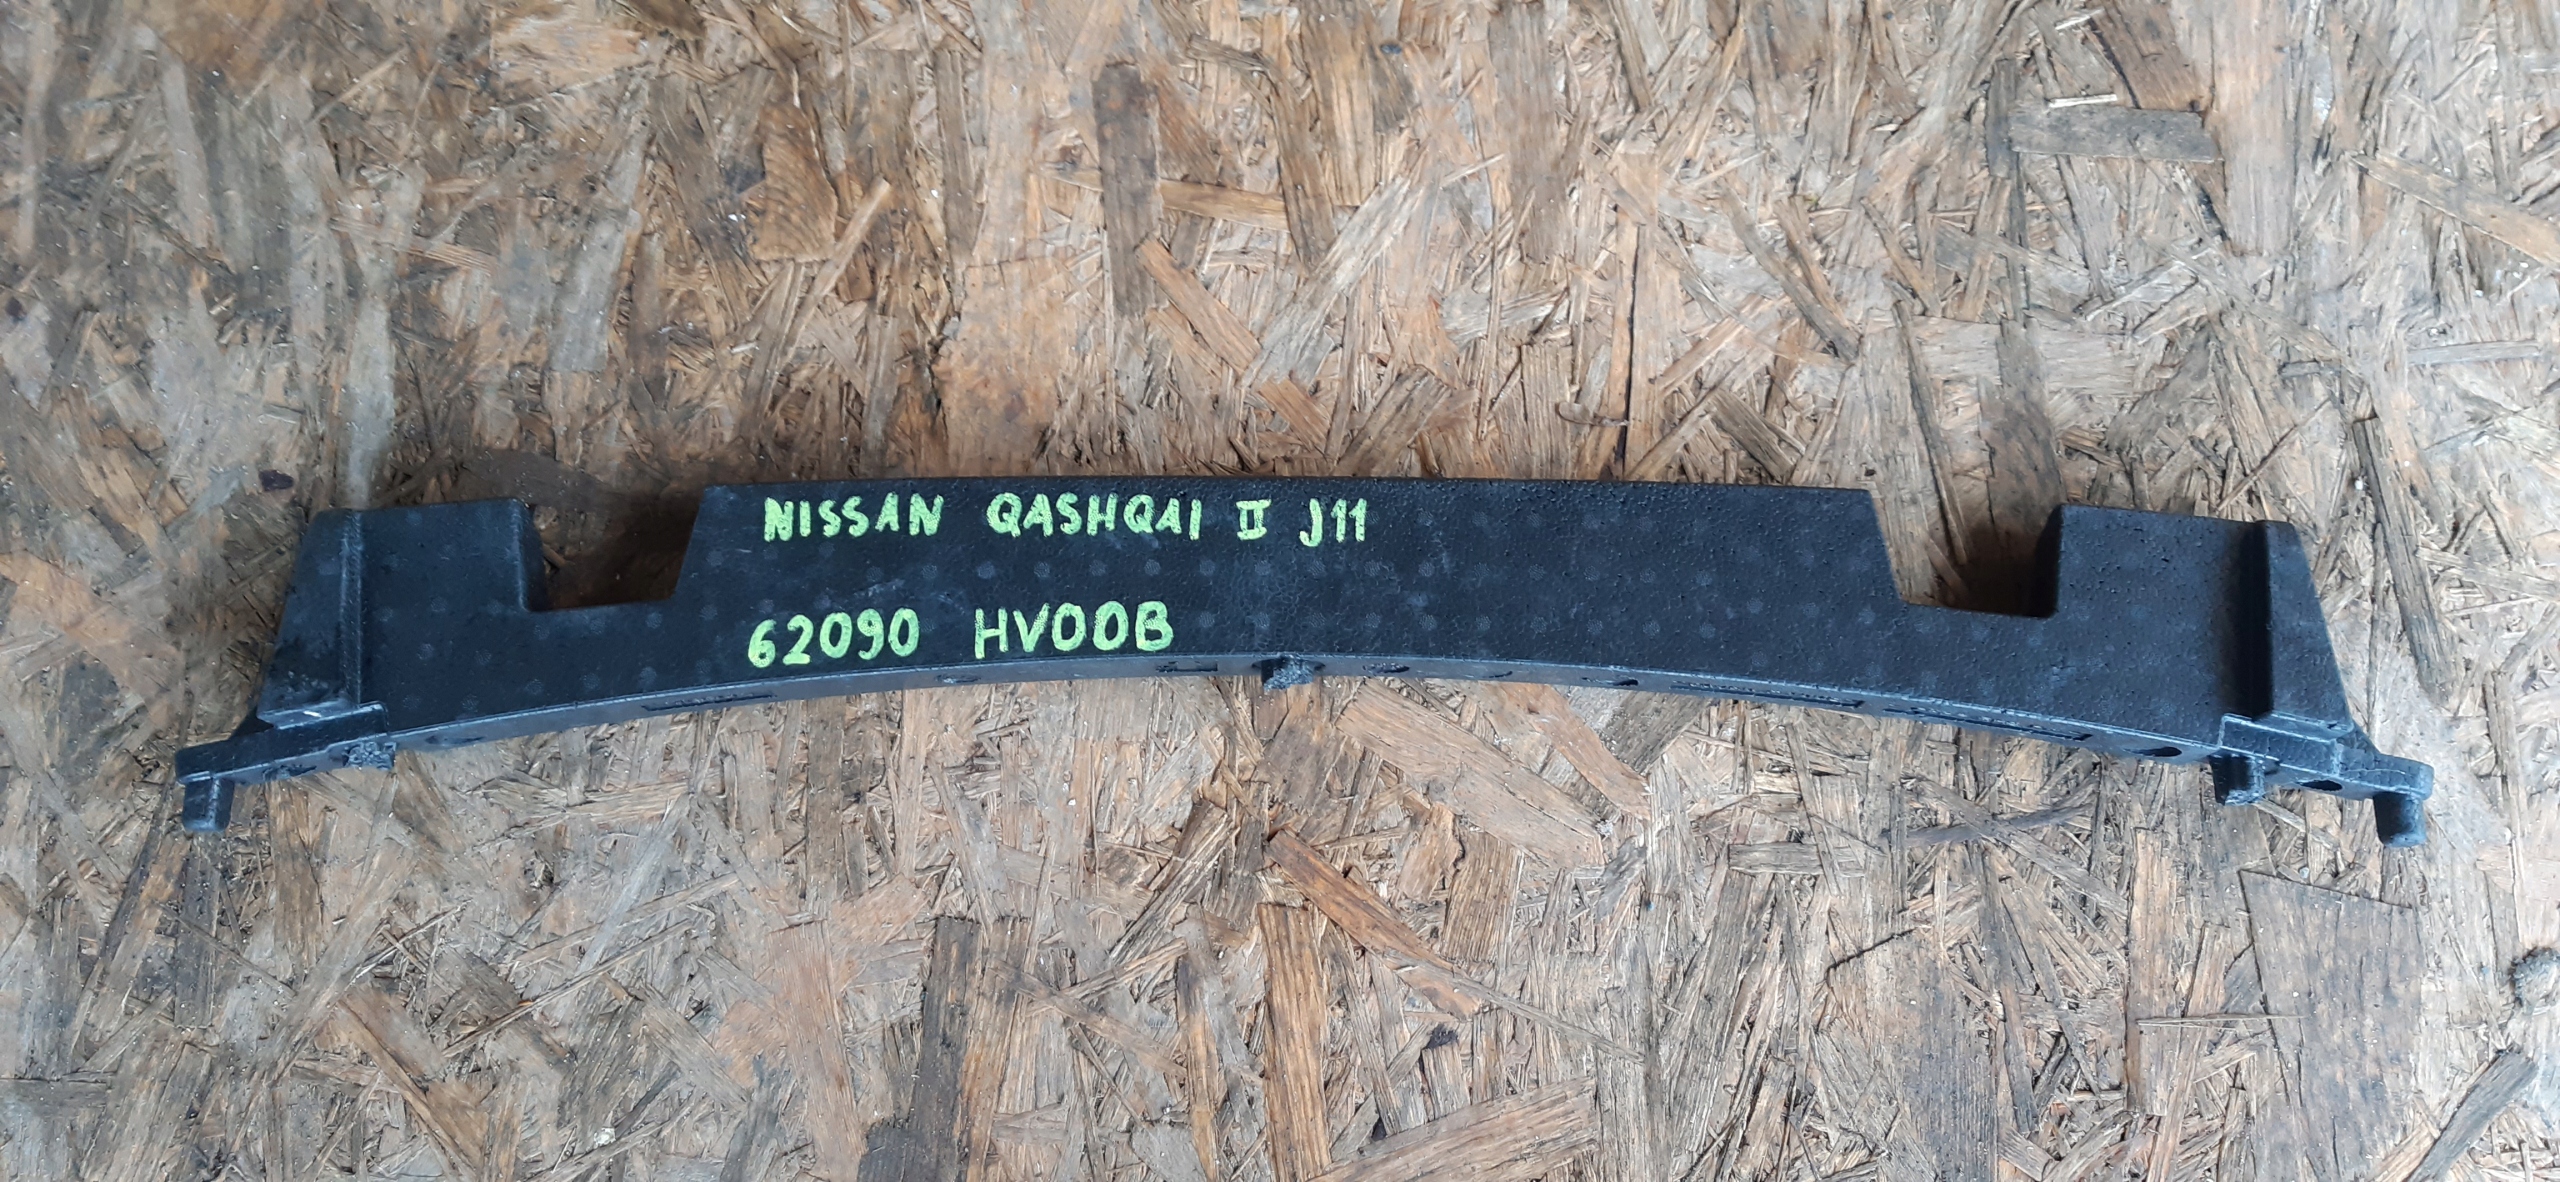 NISSAN QASHQAI II J11
62090 HV00B